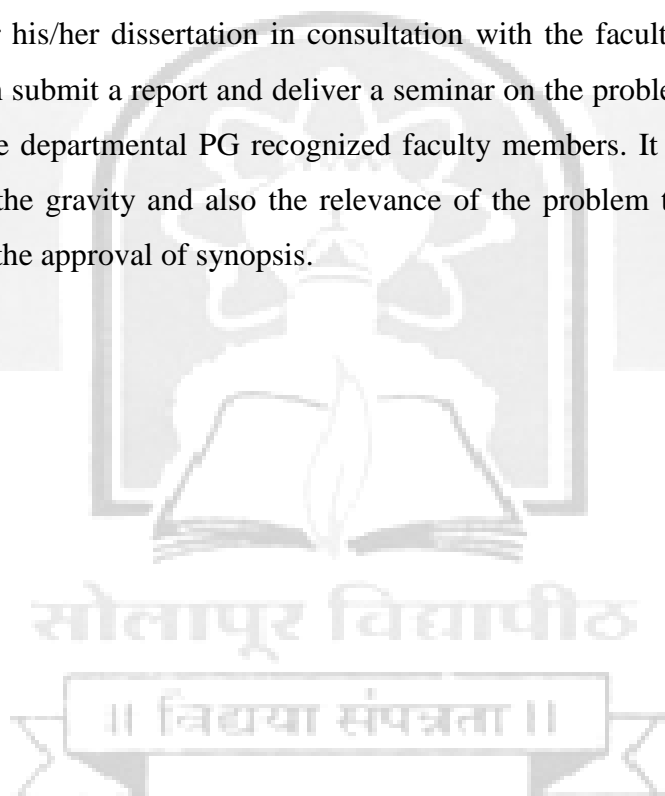 r his/her dissertation in consultation with the facult
n submit a report and deliver a seminar on the proble
e departmental PG recognized faculty members. It
the gravity and also the relevance of the problem t
the approval of synopsis.
सोलापूर विद्यापीठ
॥ विद्यया संपन्नता ॥